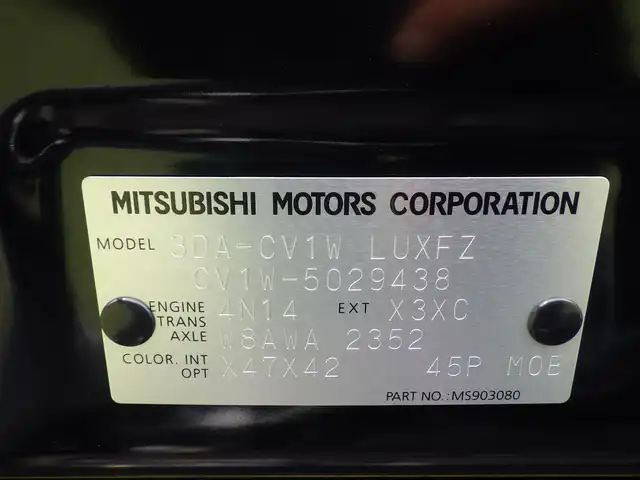 MITSUBISHI MOTORS CORPORATION
MODEL 3DA-CV1W LUXFZ
CV1W-5029438
ENGINE 4N14 EXT X3XC
TRANS
AXLE W8AWA 2352
COLOR. INT X47X42 45P MOE
OPT
PART NO.:MS903080